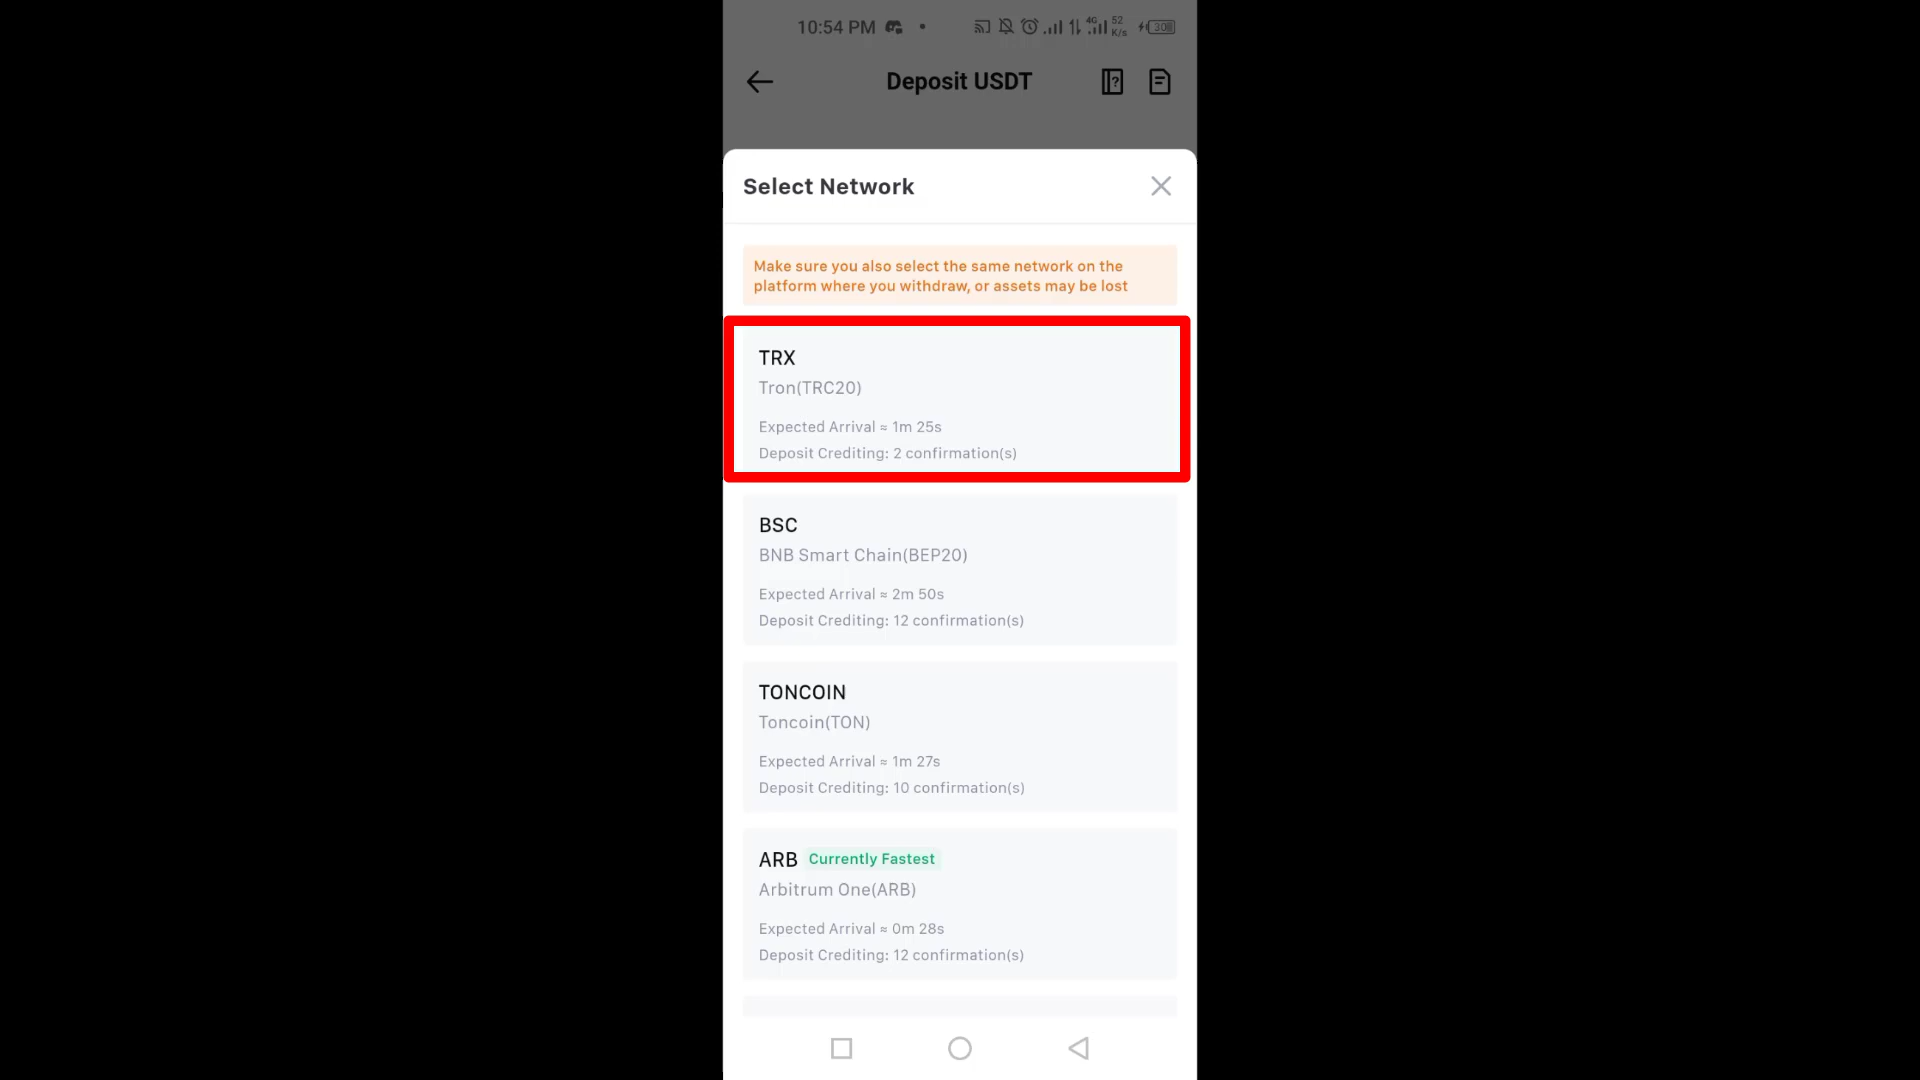 10:54 PM
4G
52
K/s
30
Deposit USDT
Select Network
Make sure you also select the same network on the
platform where you withdraw, or assets may be lost
TRX
Tron(TRC20)
Expected Arrival ≈ 1m 25s
Deposit Crediting: 2 confirmation(s)
BSC
BNB Smart Chain(BEP20)
Expected Arrival ≈ 2m 50s
Deposit Crediting: 12 confirmation(s)
TONCOIN
Toncoin(TON)
Expected Arrival ≈ 1m 27s
Deposit Crediting: 10 confirmation(s)
ARB Currently Fastest
Arbitrum One(ARB)
Expected Arrival ≈ 0m 28s
Deposit Crediting: 12 confirmation(s)